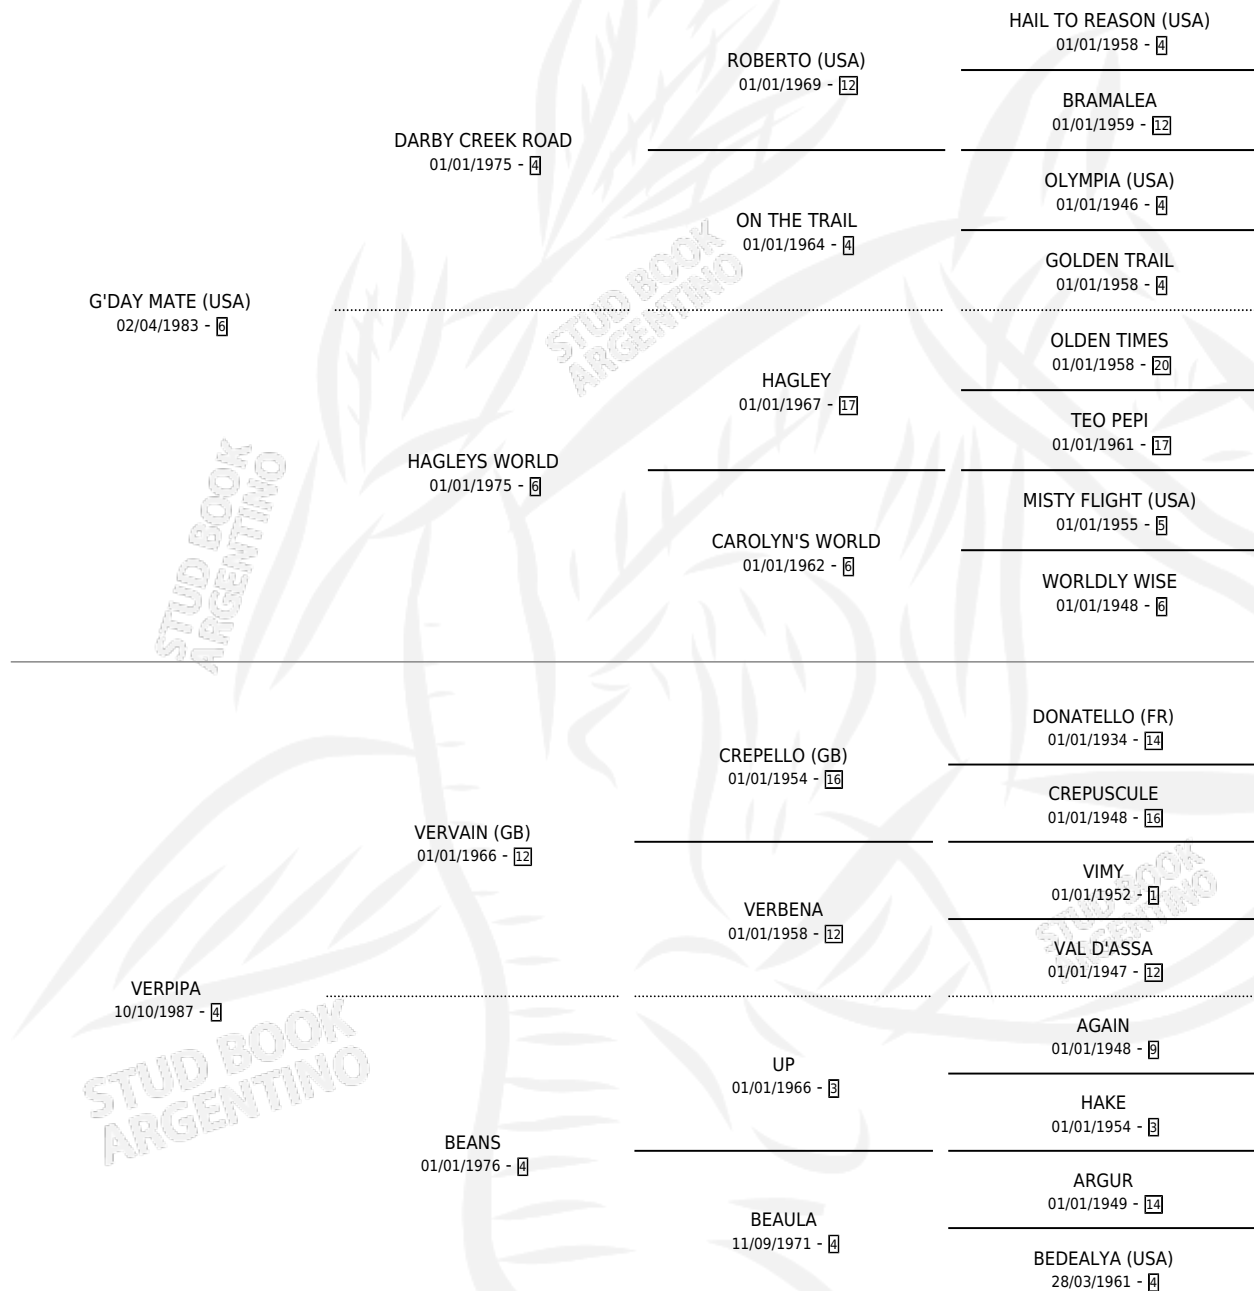 HAIL TO REASON (USA)
01/01/1958 - 4
ROBERTO (USA)
01/01/1969 - 12
BRAMALEA
01/01/1959 - 12
DARBY CREEK ROAD
01/01/1975 - 4
OLYMPIA (USA)
01/01/1946 - 4
ON THE TRAIL
01/01/1964 - 4
GOLDEN TRAIL
01/01/1958 - 4
G'DAY MATE (USA)
02/04/1983 - 6
STUD BOOK
ARGENTINO
OLDEN TIMES
01/01/1958 - 20
HAGLEY
01/01/1967 - 17
TEO PEPI
01/01/1961 - 17
HAGLEYS WORLD
01/01/1975 - 6
MISTY FLIGHT (USA)
01/01/1955 - 5
CAROLYN'S WORLD
01/01/1962 - 6
WORLDLY WISE
01/01/1948 - 6
STUD BOOK
ARGENTINO
DONATELLO (FR)
01/01/1934 - 14
CREPELLO (GB)
01/01/1954 - 16
CREPUSCULE
01/01/1948 - 16
VERVAIN (GB)
01/01/1966 - 12
VIMY
01/01/1952 - 1
VERBENA
01/01/1958 - 12
STUD BOOK
ARGENTINO
VAL D'ASSA
01/01/1947 - 12
VERPIPA
10/10/1987 - 4
STUD BOOK
ARGENTINO
AGAIN
01/01/1948 - 9
UP
01/01/1966 - 3
HAKE
01/01/1954 - 3
BEANS
01/01/1976 - 4
ARGUR
01/01/1949 - 14
BEAULA
11/09/1971 - 4
BEDEALYA (USA)
28/03/1961 - 4